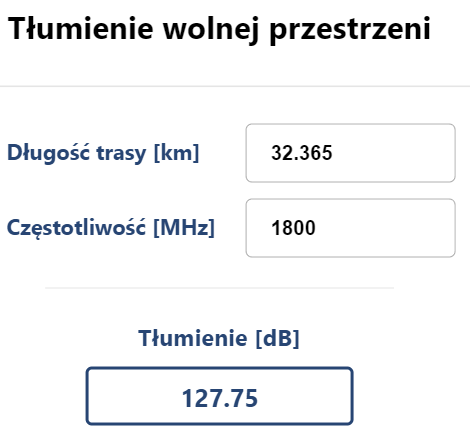 Tłumienie wolnej przestrzeni
Długość trasy [km] 32.365
Częstotliwość [MHz] 1800
Tłumienie [dB]
127.75